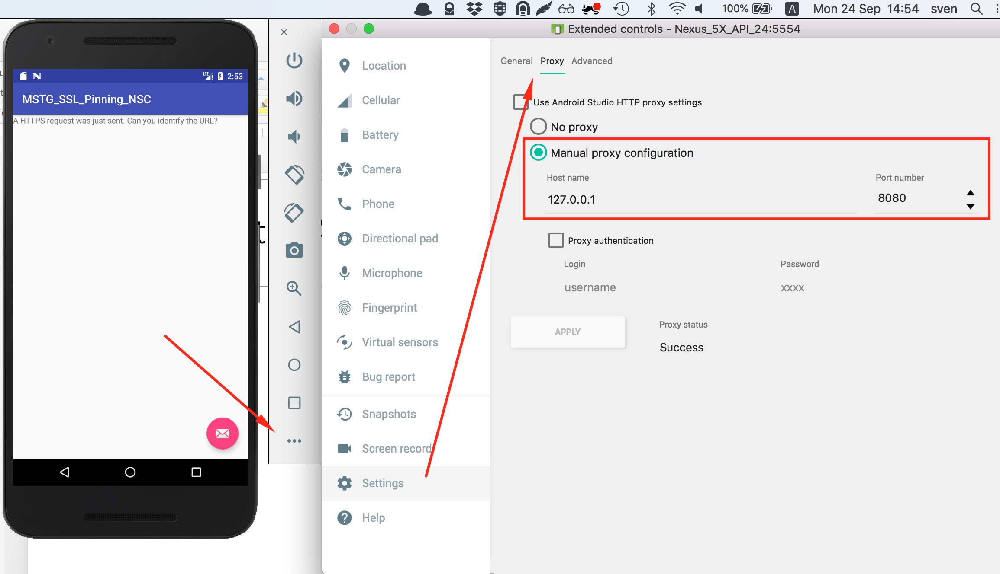 100%
A
Mon 24 Sep 14:54
sven
Extended controls - Nexus_5X_API_24:5554
LTE
2:53
MSTG_SSL_Pinning_NSC
A HTTPS request was just sent. Can you identify the URL?
t
Location
Cellular
Battery
Camera
Phone
Directional pad
Microphone
Fingerprint
Virtual sensors
Bug report
Snapshots
Screen record
Settings
Help
General Proxy Advanced
Use Android Studio HTTP proxy settings
No proxy
Manual proxy configuration
Host name Port number
127.0.0.1 8080
Proxy authentication
Login Password
username xxxx
APPLY
Proxy status
Success